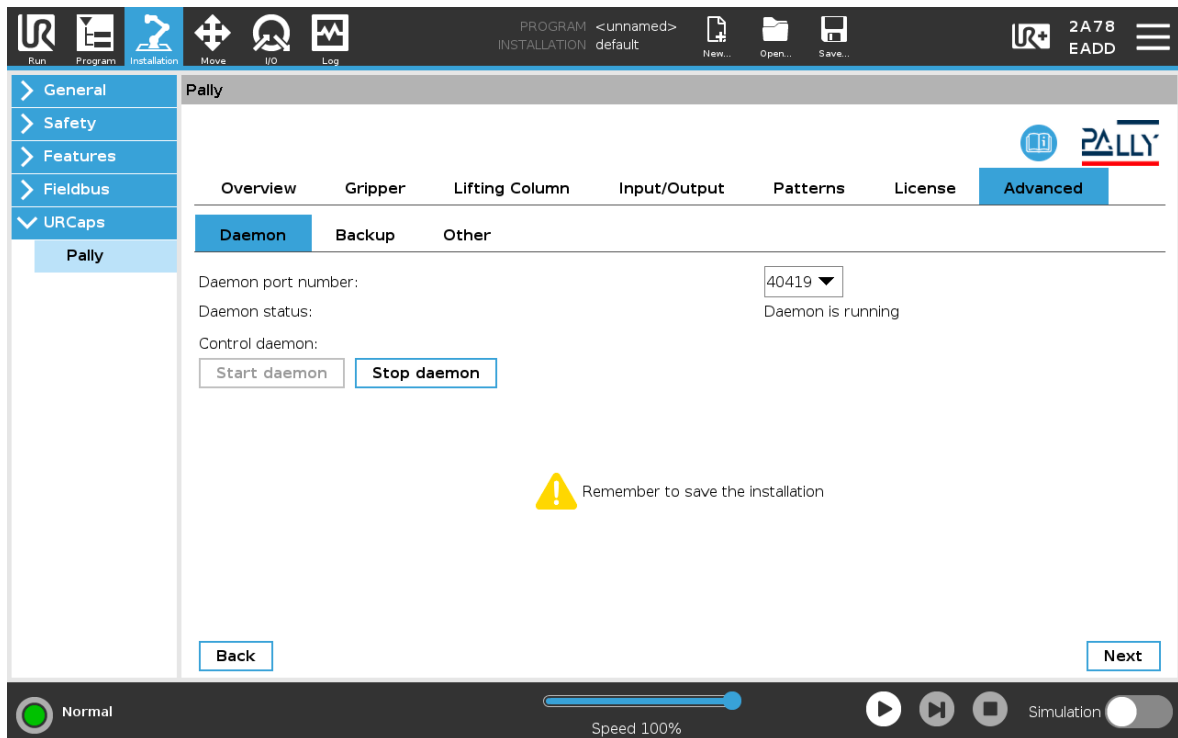 PROGRAM <unnamed>
INSTALLATION default
Run Program Installation Move I/O Log New... Open... Save...
UR+
2A78
EADD
General
Safety
Features
Fieldbus
URCaps
Pally
Pally
PALLY
Overview Gripper Lifting Column Input/Output Patterns License Advanced
Daemon Backup Other
Daemon port number: 40419
Daemon status: Daemon is running
Control daemon:
Start daemon Stop daemon
Remember to save the installation
Back Next
Normal
Speed 100%
Simulation